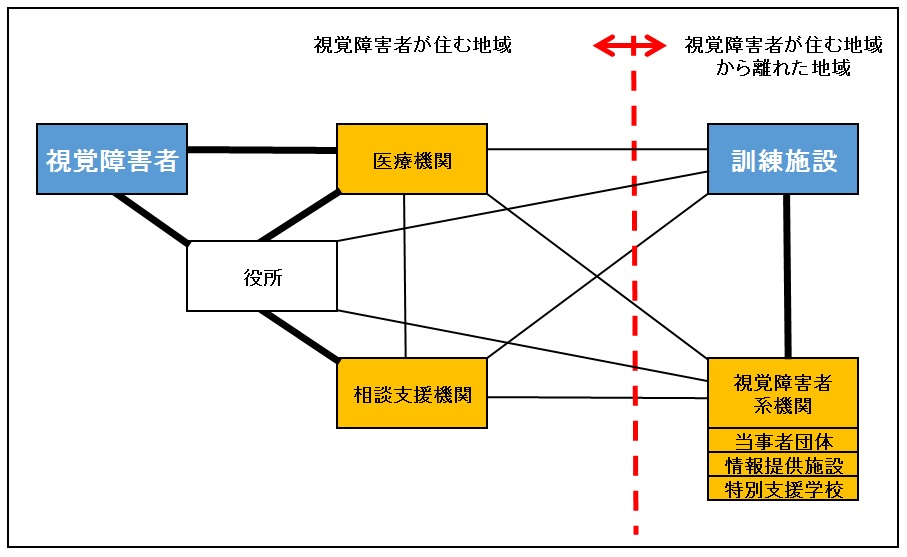 視覚障害者が住む地域
視覚障害者が住む地域
から離れた地域
視覚障害者
医療機関
訓練施設
役所
相談支援機関
視覚障害者
系機関
当事者団体
情報提供施設
特別支援学校